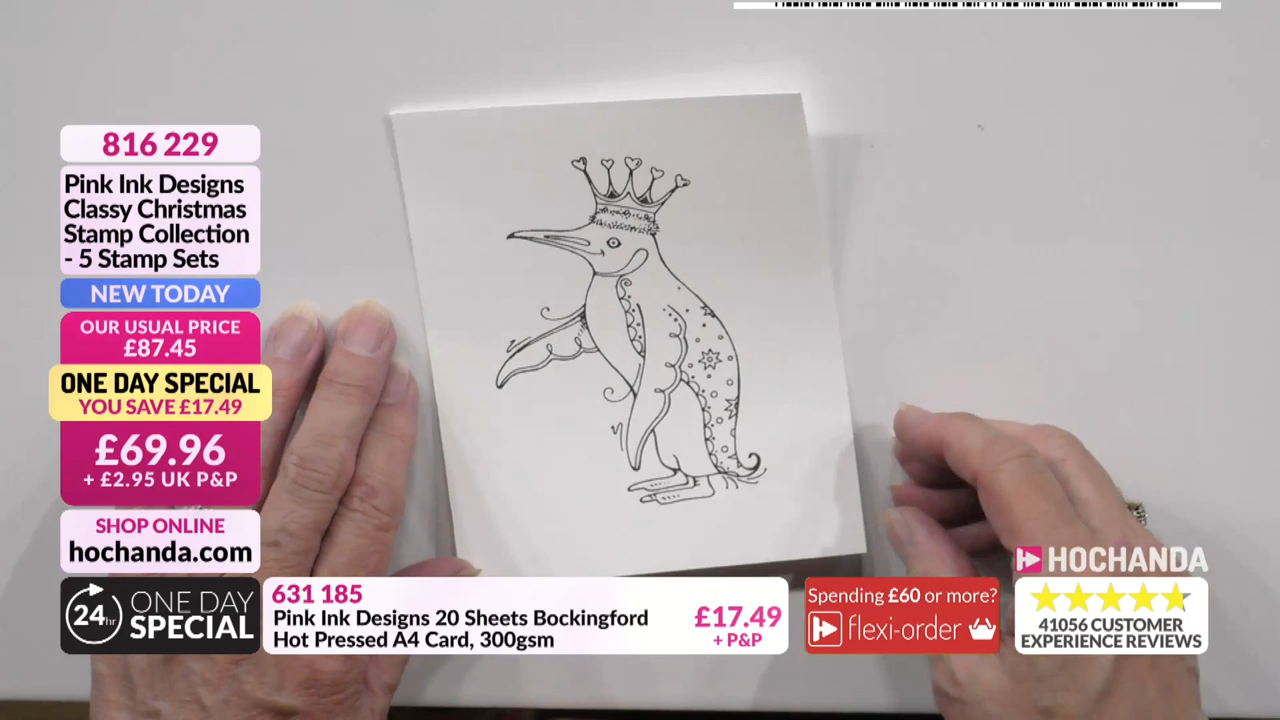 816 229
Pink Ink Designs
Classy Christmas
Stamp Collection
- 5 Stamp Sets
NEW TODAY
OUR USUAL PRICE
£87.45
ONE DAY SPECIAL
YOU SAVE £17.49
£69.96
+ £2.95 UK P&P
SHOP ONLINE
hochanda.com
24hr
ONE DAY
SPECIAL
631 185
Pink Ink Designs 20 Sheets Bockingford
Hot Pressed A4 Card, 300gsm
£17.49
+ P&P
Spending £60 or more?
flexi-order
HOCHANDA
41056 CUSTOMER
EXPERIENCE REVIEWS